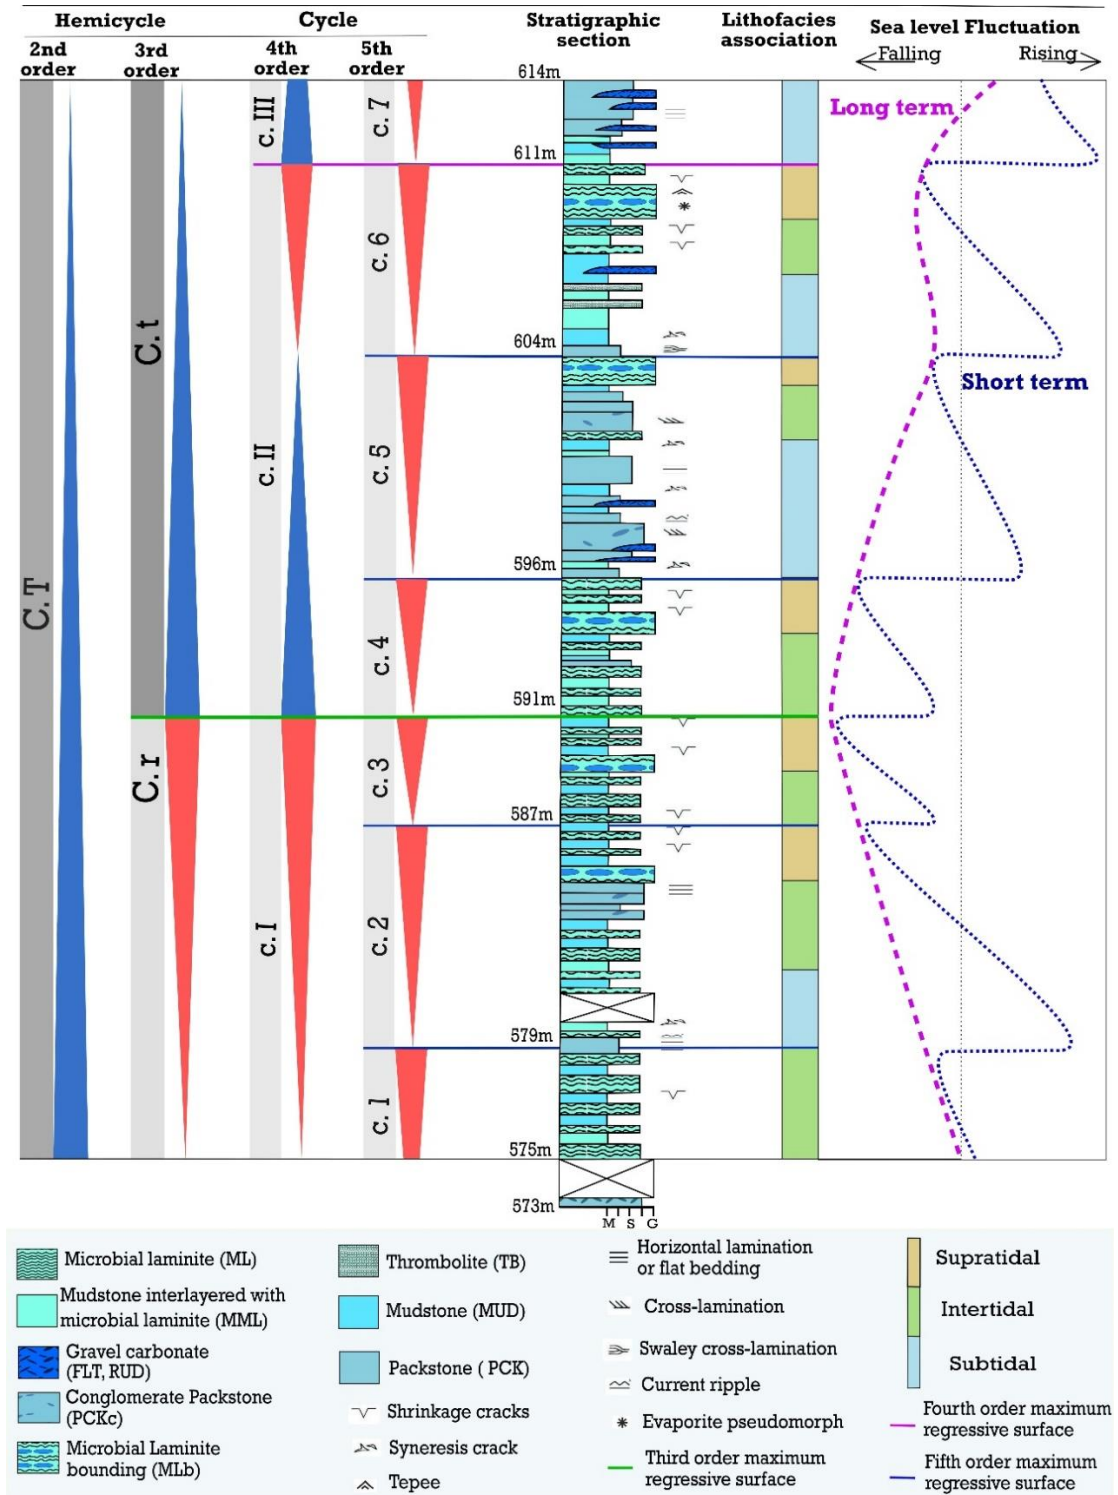 Hemicycle
Cycle
Stratigraphic
section
Lithofacies
association
Sea level Fluctuation
2nd
order
3rd
order
4th
order
5th
order
Falling
Rising
614m
Long term
c. III
c. 7
611m
c. 6
C. t
604m
Short term
c. II
c. 5
596m
C. T
c. 4
591m
C. r
c. 3
587m
c. I
c. 2
579m
c. 1
575m
573m
M S G
Microbial laminite (ML)
Mudstone interlayered with
microbial laminite (MML)
Gravel carbonate
(FLT, RUD)
Conglomerate Packstone
(PCKc)
Microbial Laminite
bounding (MLb)
Thrombolite (TB)
Mudstone (MUD)
Packstone ( PCK)
Shrinkage cracks
Syneresis crack
Tepee
Horizontal lamination
or flat bedding
Cross-lamination
Swaley cross-lamination
Current ripple
Evaporite pseudomorph
Third order maximum
regressive surface
Supratidal
Intertidal
Subtidal
Fourth order maximum
regressive surface
Fifth order maximum
regressive surface